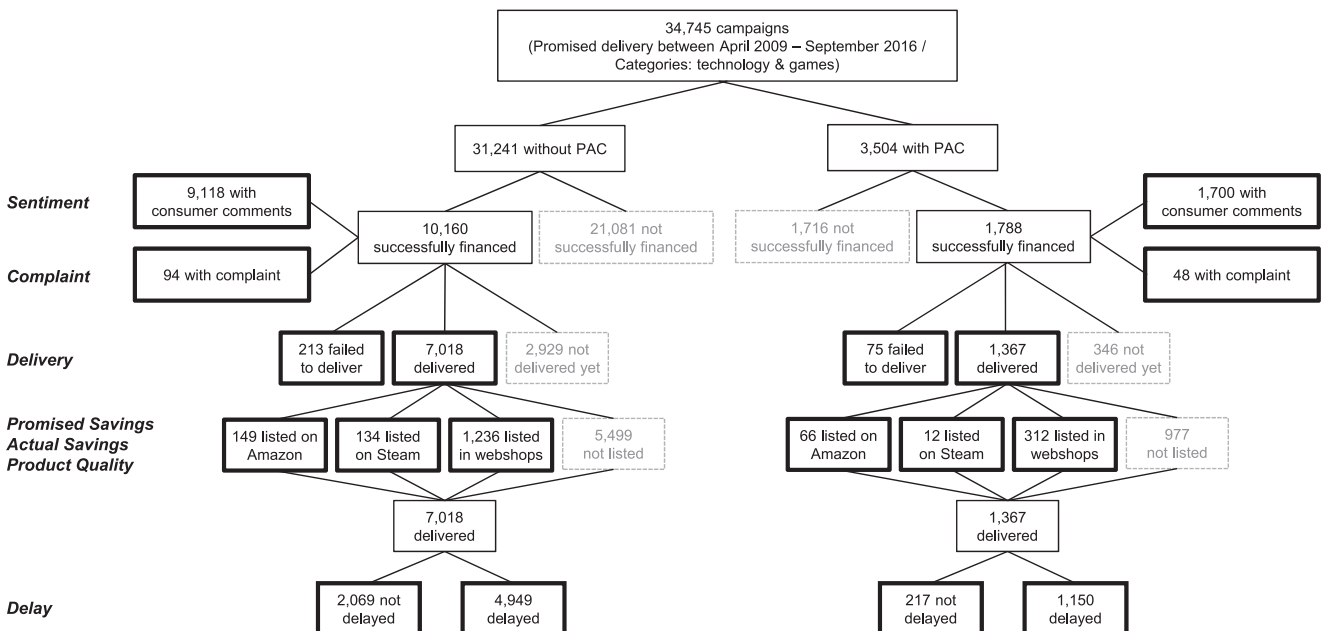 34,745 campaigns
(Promised delivery between April 2009 – September 2016 /
Categories: technology & games)
31,241 without PAC
3,504 with PAC
Sentiment
9,118 with
consumer comments
1,700 with
consumer comments
10,160
successfully financed
21,081 not
successfully financed
1,716 not
successfully financed
1,788
successfully financed
Complaint
94 with complaint
48 with complaint
Delivery
213 failed
to deliver
7,018
delivered
2,929 not
delivered yet
75 failed
to deliver
1,367
delivered
346 not
delivered yet
Promised Savings
Actual Savings
Product Quality
149 listed on
Amazon
134 listed
on Steam
1,236 listed
in webshops
5,499
not listed
66 listed on
Amazon
12 listed
on Steam
312 listed in
webshops
977
not listed
7,018
delivered
1,367
delivered
Delay
2,069 not
delayed
4,949
delayed
217 not
delayed
1,150
delayed